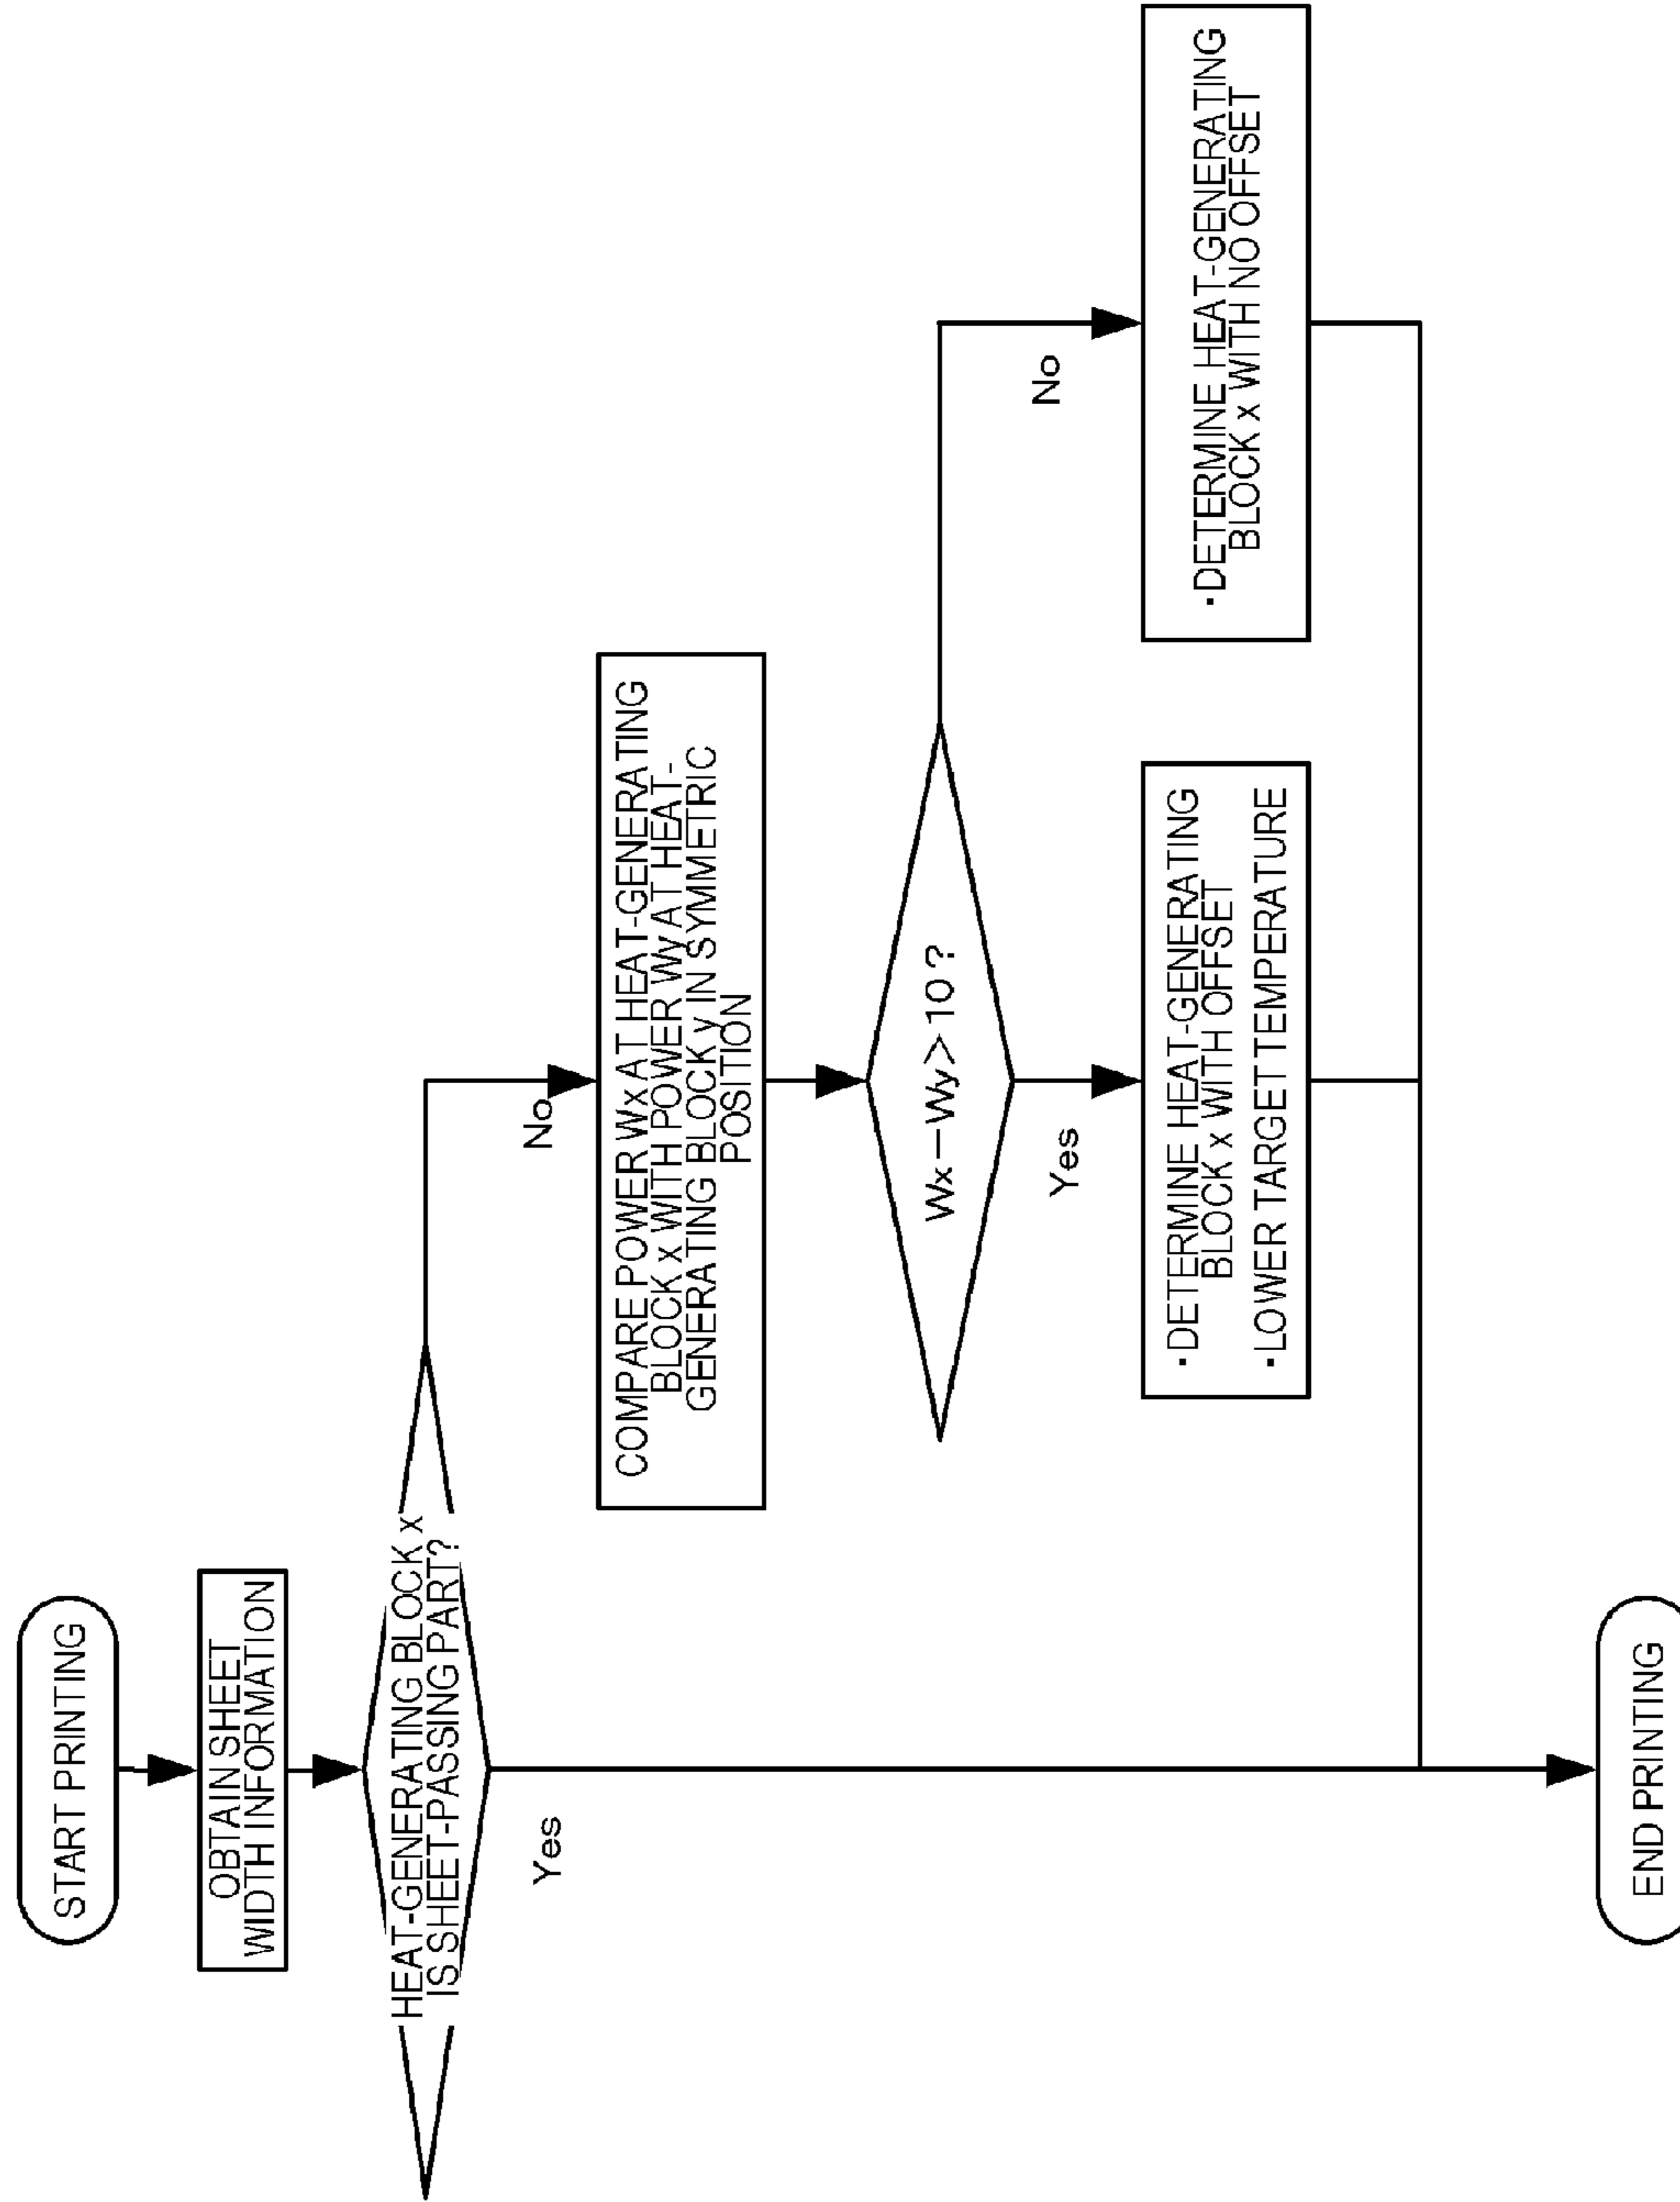 START PRINTING
OBTAIN SHEET
WIDTH INFORMATION
HEAT-GENERATING BLOCK x
IS SHEET-PASSING PART?
Yes
No
COMPARE POWER Wx AT HEAT-GENERATING
BLOCK x WITH POWER Wy AT HEAT-
GENERATING BLOCK y IN SYMMETRIC
POSITION
Wx－Wy＞10？
Yes
No
・DETERMINE HEAT-GENERATING
BLOCK x WITH OFFSET
・LOWER TARGET TEMPERATURE
・DETERMINE HEAT-GENERATING
BLOCK x WITH NO OFFSET
END PRINTING